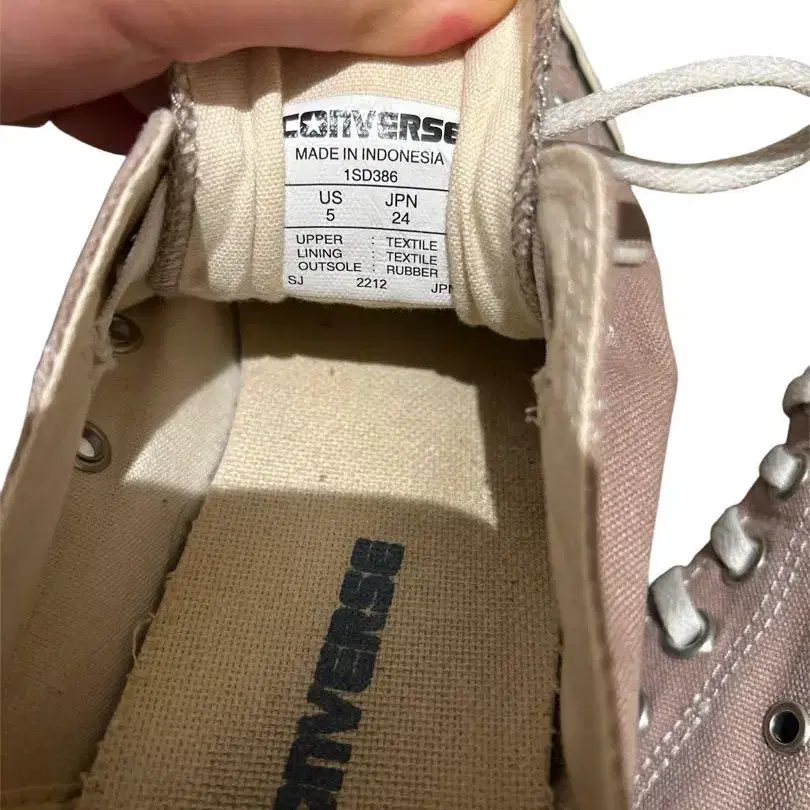 CONVERSE
MADE IN INDONESIA
1SD386
US JPN
5 24
UPPER : TEXTILE
LINING : TEXTILE
OUTSOLE : RUBBER
SJ 2212 JPN
CONVERSE